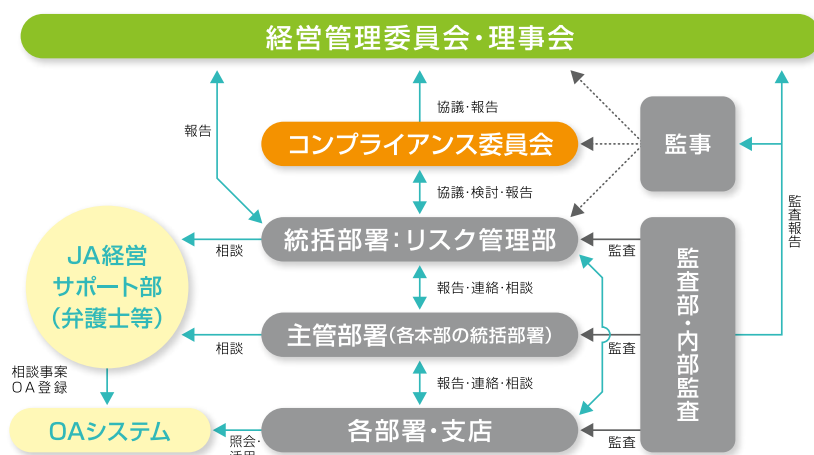 経営管理委員会・理事会
協議・報告
報告
コンプライアンス委員会
監事
協議・検討・報告
監査報告
統括部署：リスク管理部
相談
監査
JA経営
サポート部
（弁護士等）
監査部・内部監査
報告・連絡・相談
主管部署（各本部の統括部署）
相談
監査
相談事案
OA登録
報告・連絡・相談
OAシステム
各部署・支店
照会・
活用
監査